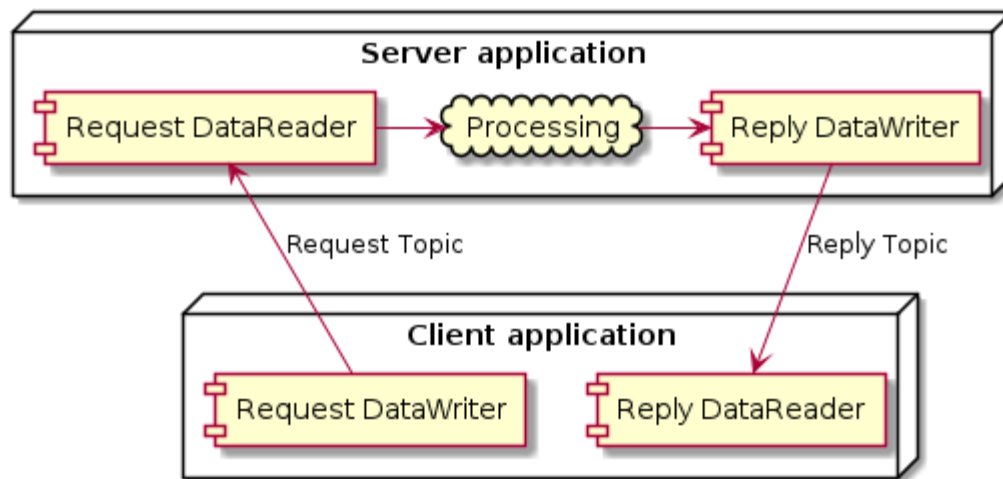 Server application
Request DataReader
Processing
Reply DataWriter
Request Topic
Reply Topic
Client application
Request DataWriter
Reply DataReader